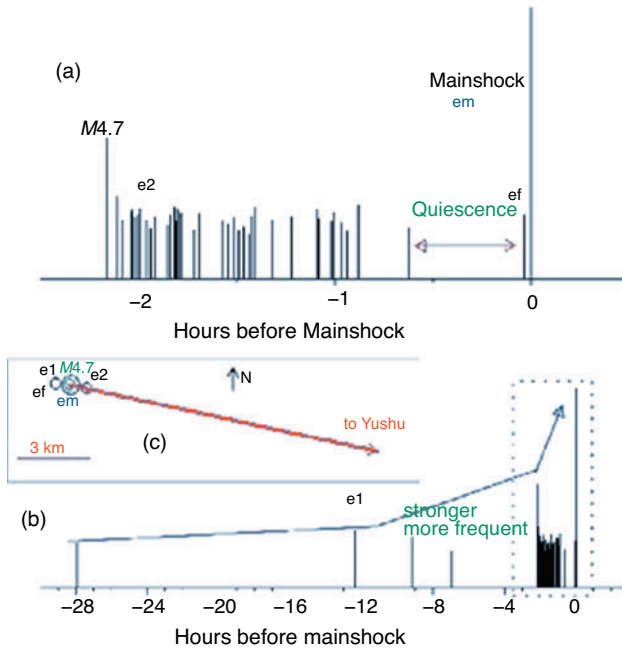 (a)
Mainshock
em
M4.7
e2
ef
Quiescence
−2 −1 0
Hours before Mainshock
e1 M4.7 e2
ef
em
N
to Yushu
3 km
(c)
e1
(b)
stronger
more frequent
−28 −24 −20 −16 −12 −8 −4 0
Hours before mainshock